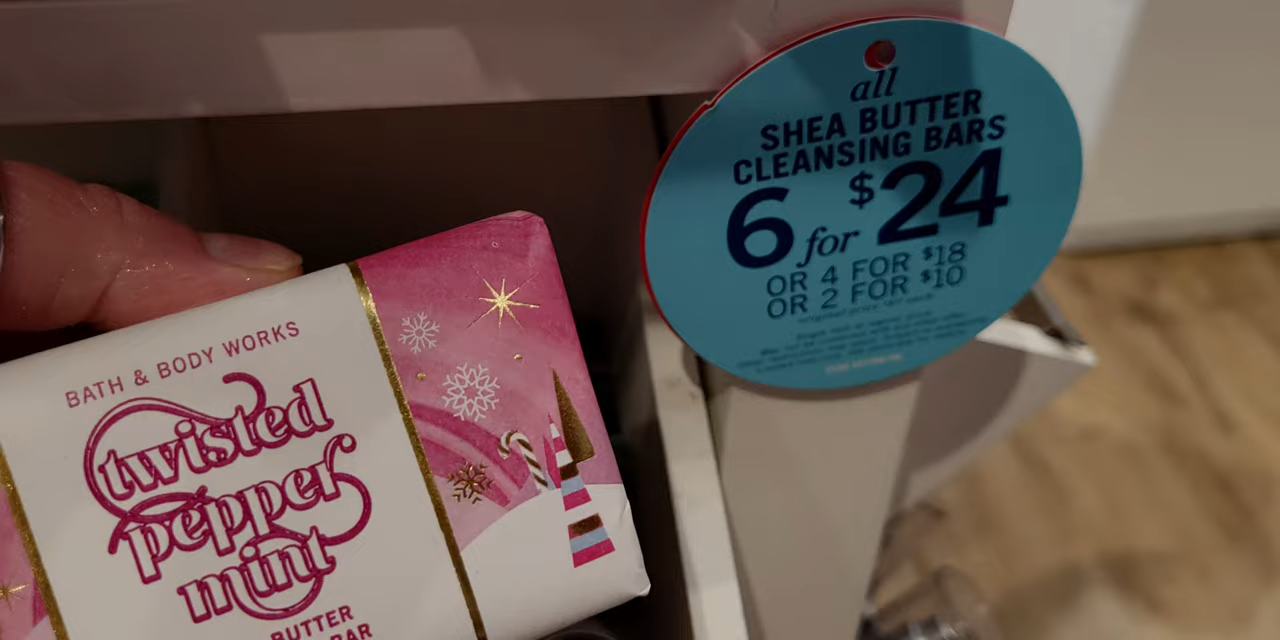 BATH & BODY WORKS
twisted
pepper
mint
BUTTER
BAR
all
SHEA BUTTER
CLEANSING BARS
6 for $24
OR 4 FOR $18
OR 2 FOR $10